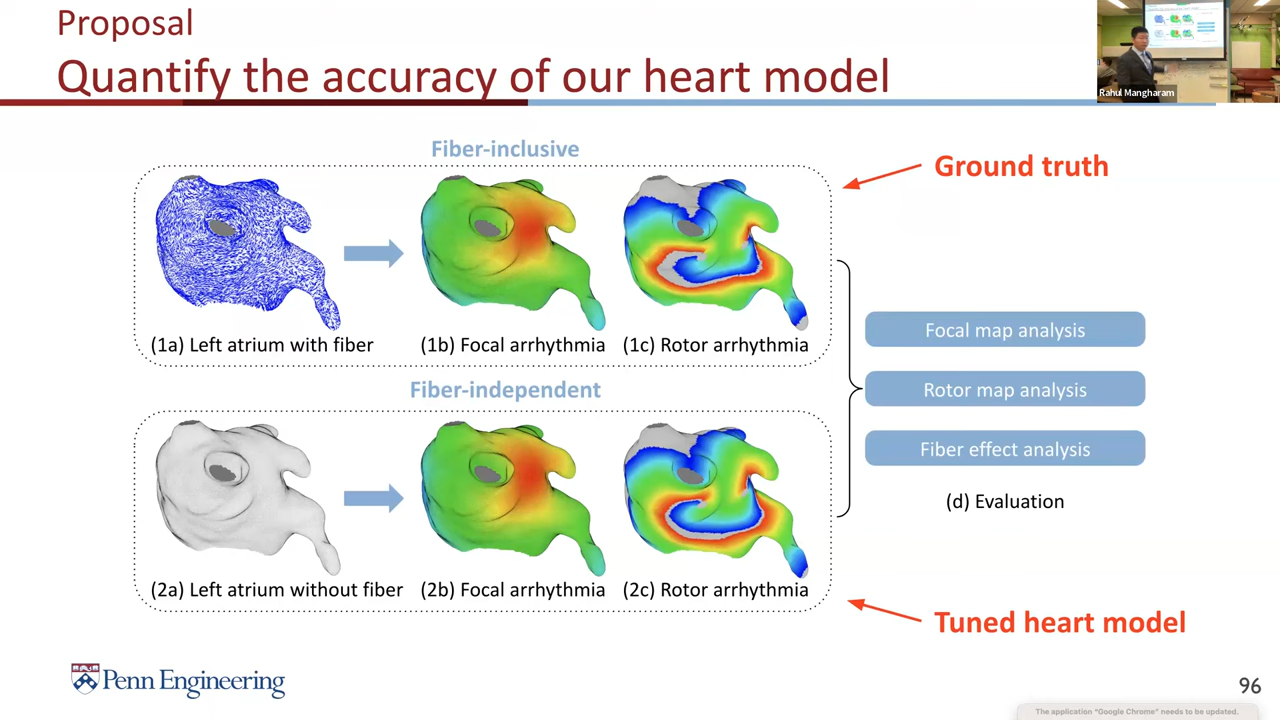 Proposal
Quantify the accuracy of our heart model
Rahul Mangharam
Fiber-inclusive
Ground truth
(1a) Left atrium with fiber
(1b) Focal arrhythmia
(1c) Rotor arrhythmia
Focal map analysis
Rotor map analysis
Fiber effect analysis
(d) Evaluation
Fiber-independent
(2a) Left atrium without fiber
(2b) Focal arrhythmia
(2c) Rotor arrhythmia
Tuned heart model
Penn Engineering
96
The application "Google Chrome" needs to be updated.